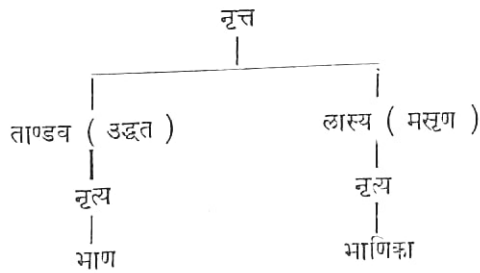 नृत्त
ताण्डव ( उद्धत ) लास्य ( मसृण )
नृत्य नृत्य
भाण भाणिका